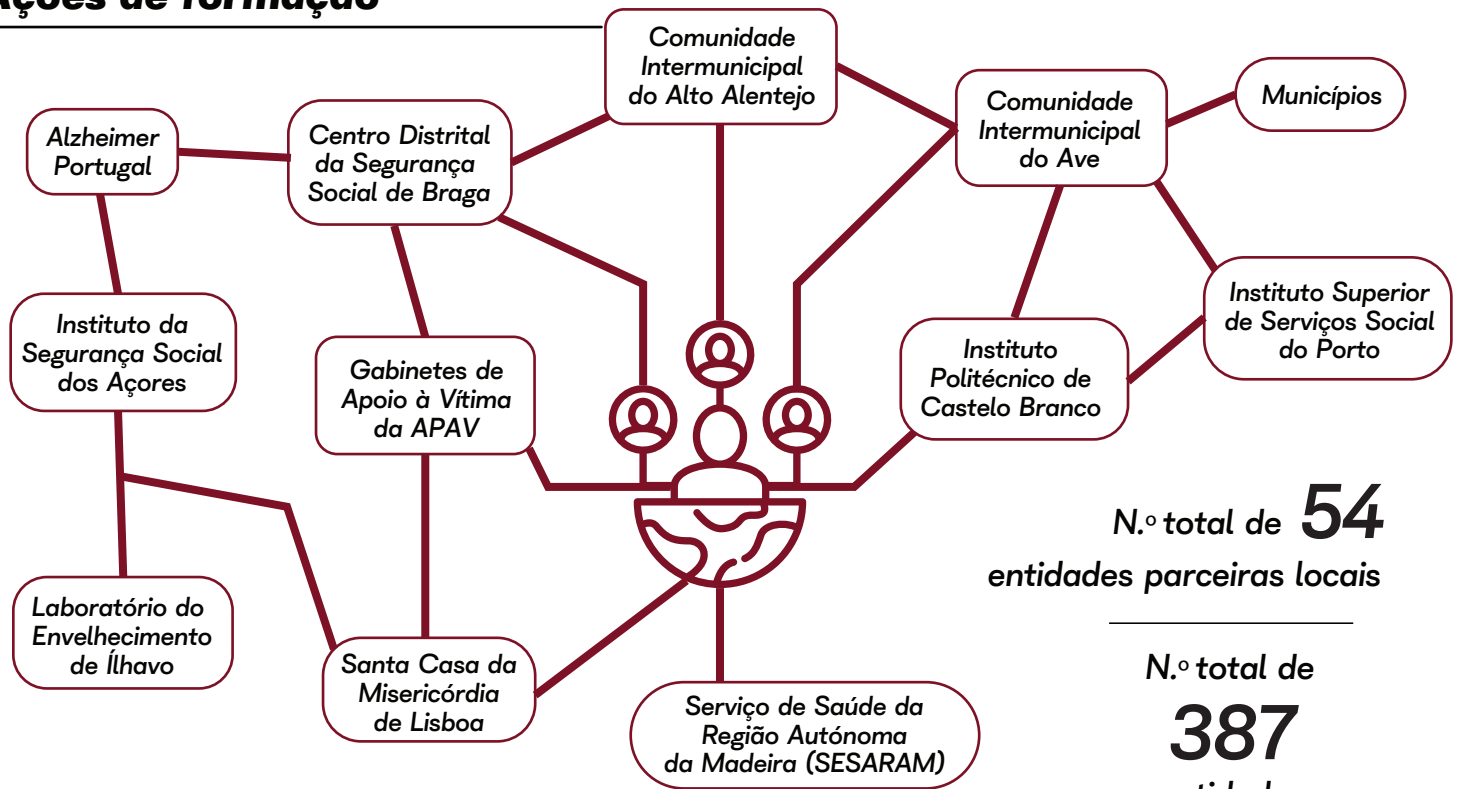 Ações de formação
Comunidade
Intermunicipal
do Alto Alentejo
Comunidade
Intermunicipal
do Ave
Municípios
Alzheimer
Portugal
Centro Distrital
da Segurança
Social de Braga
Instituto da
Segurança Social
dos Açores
Gabinetes de
Apoio à Vítima
da APAV
Instituto
Politécnico de
Castelo Branco
Instituto Superior
de Serviços Social
do Porto
Laboratório do
Envelhecimento
de Ílhavo
Santa Casa da
Misericórdia
de Lisboa
Serviço de Saúde da
Região Autónoma
da Madeira (SESARAM)
N.º total de 54
entidades parceiras locais
N.º total de
387